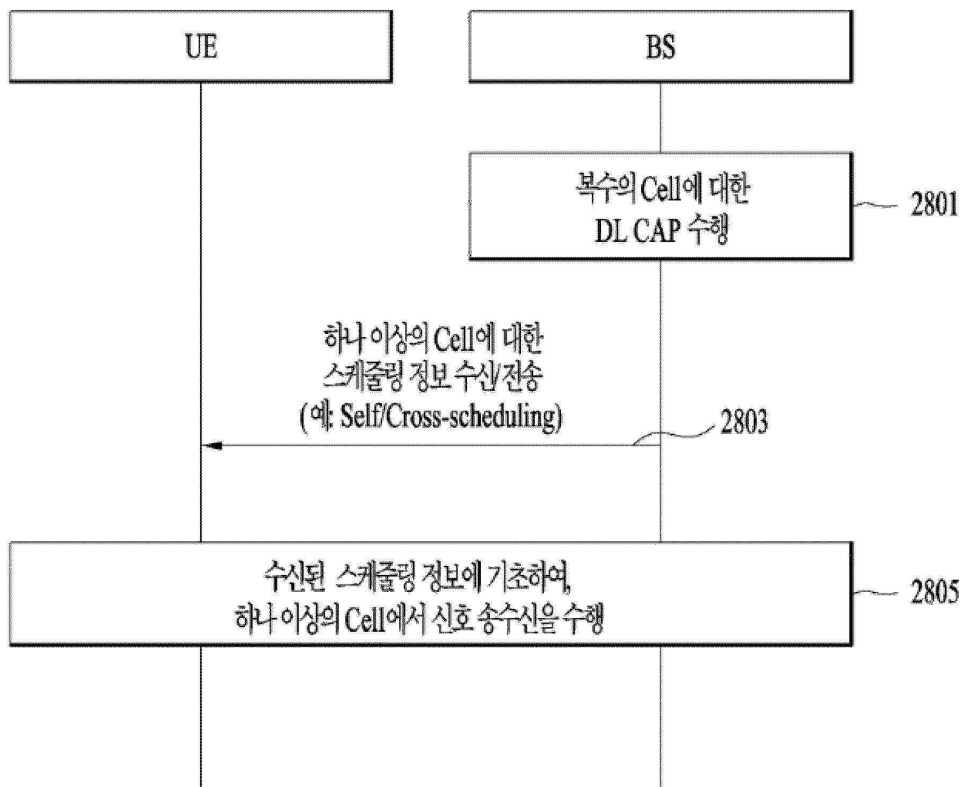 UE
BS
복수의 Cell에 대한
DL CAP 수행
2801
하나 이상의 Cell에 대한
스케줄링 정보 수신/전송
(예: Self/Cross-scheduling)
2803
수신된 스케줄링 정보에 기초하여,
하나 이상의 Cell에서 신호 송수신을 수행
2805